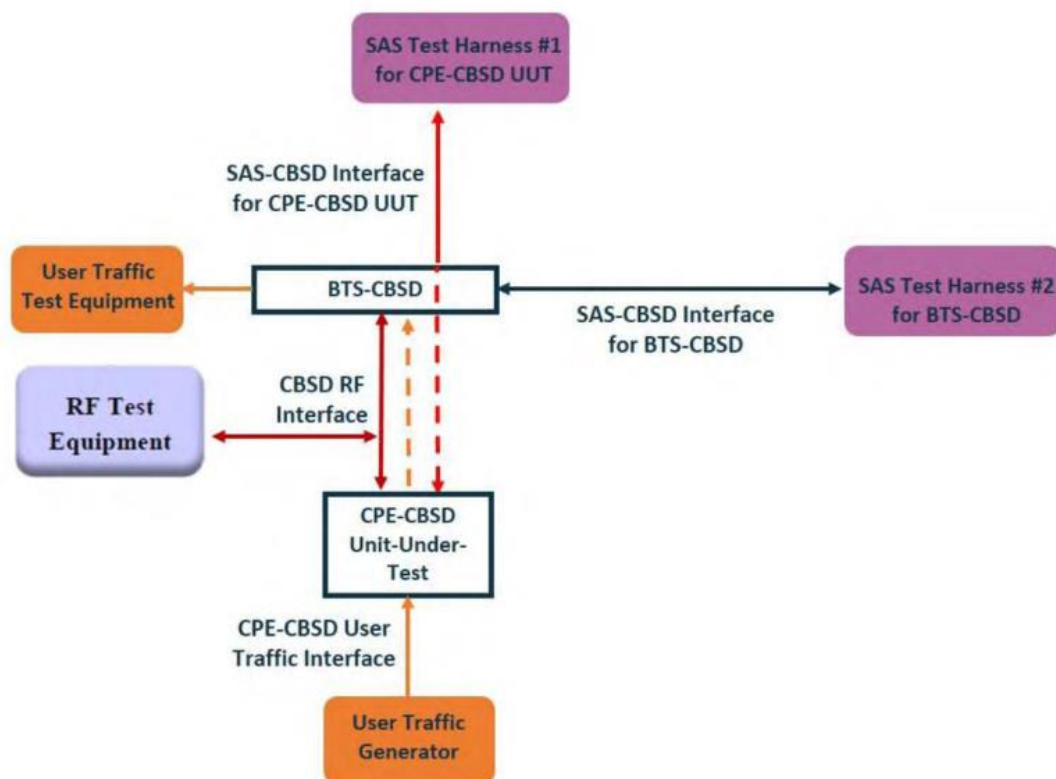 SAS Test Harness #1
for CPE-CBSD UUT
SAS-CBSD Interface
for CPE-CBSD UUT
User Traffic
Test Equipment
BTS-CBSD
SAS Test Harness #2
for BTS-CBSD
SAS-CBSD Interface
for BTS-CBSD
RF Test
Equipment
CBSD RF
Interface
CPE-CBSD
Unit-Under-
Test
CPE-CBSD User
Traffic Interface
User Traffic
Generator